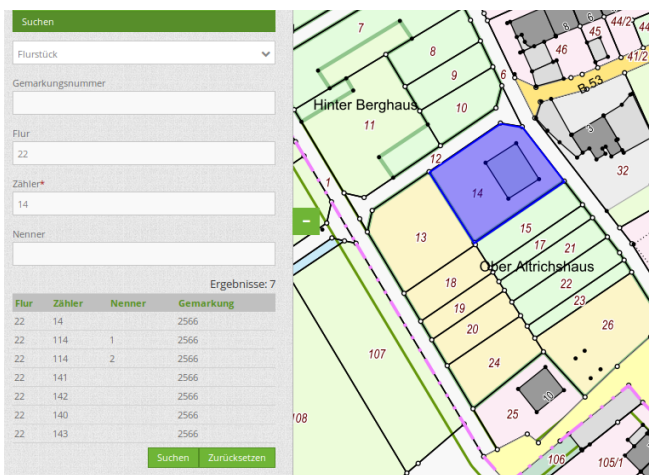 Suchen
Flurstück
Gemarkungsnummer
Flur
22
Zähler*
14
Nenner
Ergebnisse: 7
Flur Zähler Nenner Gemarkung
22 14 2566
22 114 1 2566
22 114 2 2566
22 141 2566
22 142 2566
22 140 2566
22 143 2566
Suchen Zurücksetzen
7
8
9
10
6
8
6
46
45
44/2
44
41/2
B 53
Hinter Berghaus
11
12
3
32
1
14
13
15
17
21
Ober Altrichshaus
22
23
18
19
20
24
26
107
108
10
25
106
105/1